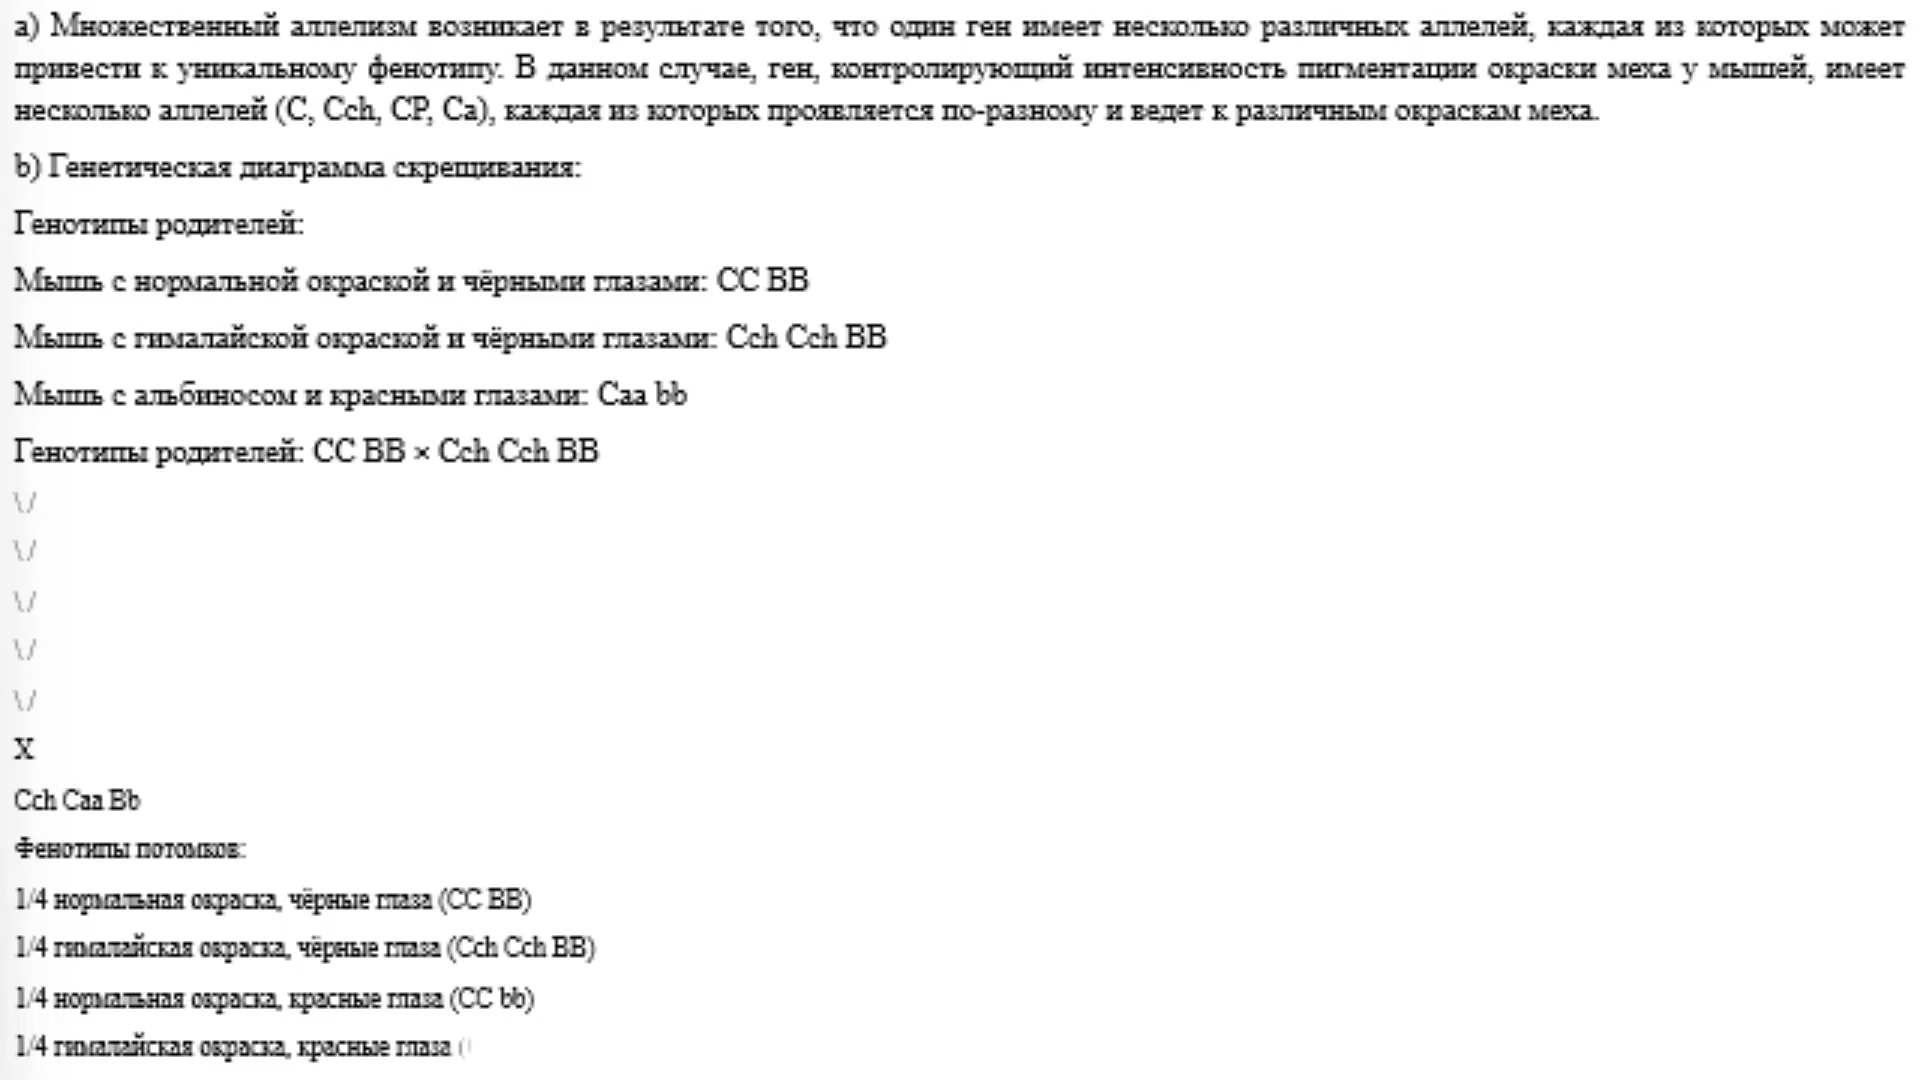 a) Множественный аллелизм возникает в результате того, что один ген имеет несколько различных аллелей, каждая из которых может
привести к уникальному фенотипу. В данном случае, ген, контролирующий интенсивность пигментации окраски меха у мышей, имеет
несколько аллелей (C, Cch, CP, Ca), каждая из которых проявляется по-разному и ведет к различным окраскам меха.
b) Генетическая диаграмма скрещивания:
Генотипы родителей:
Мышь с нормальной окраской и чёрными глазами: CC BB
Мышь с гималайской окраской и чёрными глазами: Cch Cch BB
Мышь с альбиносом и красными глазами: Caa bb
Генотипы родителей: CC BB × Cch Cch BB
\ /
\ /
\ /
\ /
\ /
X
Cch Caa Bb
Фенотипы потомков:
1/4 нормальная окраска, чёрные глаза (CC BB)
1/4 гималайская окраска, чёрные глаза (Cch Cch BB)
1/4 нормальная окраска, красные глаза (CC bb)
1/4 гималайская окраска, красные глаза (